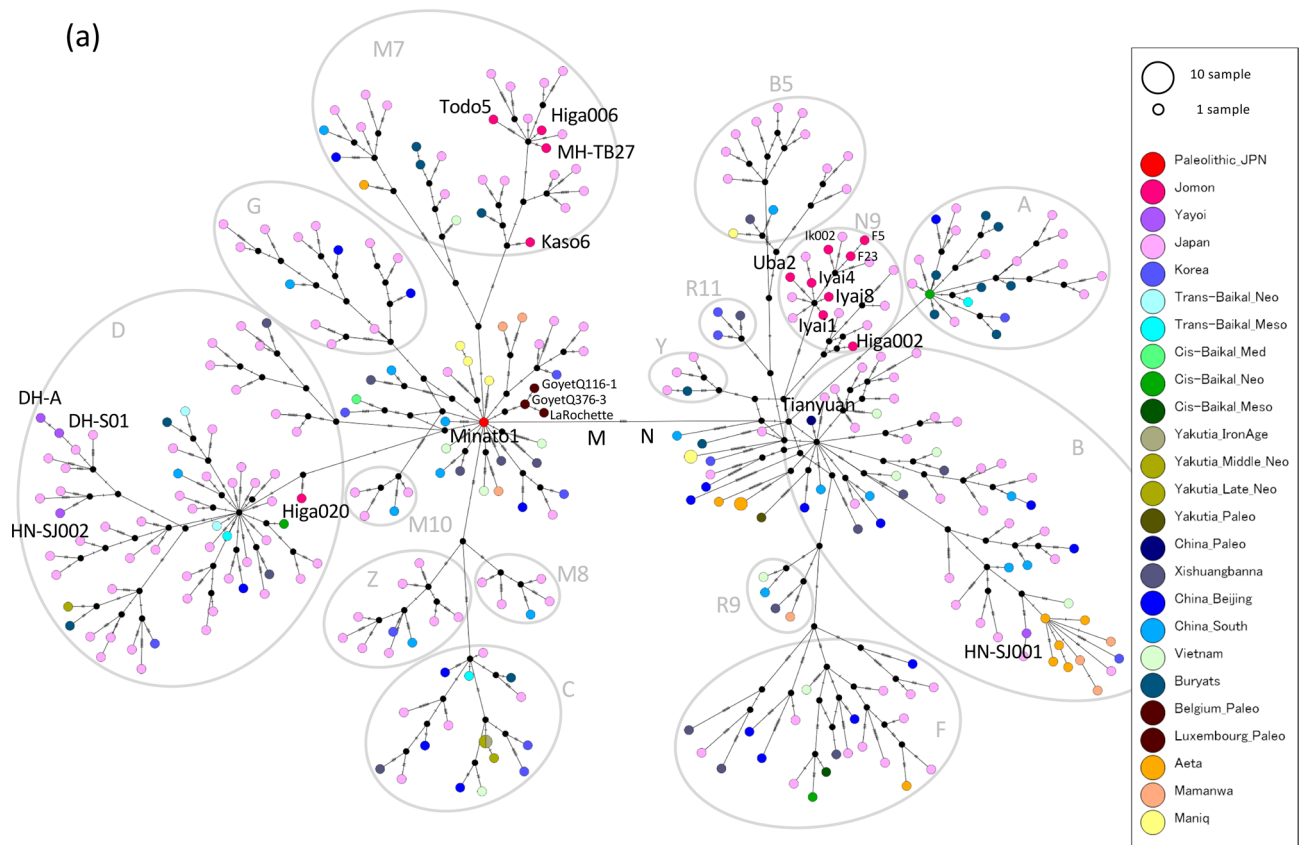 (a)
M7
Todo5
Higa006
MH-TB27
Kaso6
G
B5
N9
Ik002
F5
F23
Uba2
Iyai4
Iyai8
Iyai1
Higa002
A
R11
Y
D
DH-A
DH-S01
HN-SJ002
Higa020
GoyetQ116-1
GoyetQ376-3
LaRochette
Minato1
M
N
Tianyuan
B
M10
Z
M8
C
R9
F
HN-SJ001
10 sample
1 sample
Paleolithic_JPN
Jomon
Yayoi
Japan
Korea
Trans-Baikal_Neo
Trans-Baikal_Meso
Cis-Baikal_Med
Cis-Baikal_Neo
Cis-Baikal_Meso
Yakutia_IronAge
Yakutia_Middle_Neo
Yakutia_Late_Neo
Yakutia_Paleo
China_Paleo
Xishuangbanna
China_Beijing
China_South
Vietnam
Buryats
Belgium_Paleo
Luxembourg_Paleo
Aeta
Mamanwa
Maniq